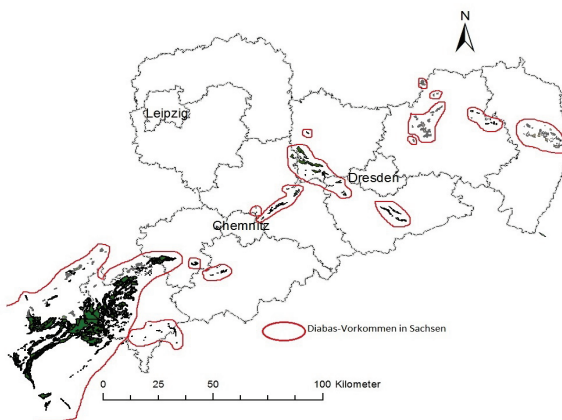 N
Leipzig
Dresden
Chemnitz
Diabas-Vorkommen in Sachsen
0 25 50 100 Kilometer